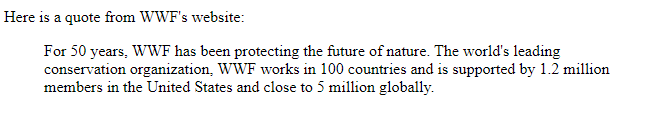 Here is a quote from WWF's website:
For 50 years, WWF has been protecting the future of nature. The world's leading
conservation organization, WWF works in 100 countries and is supported by 1.2 million
members in the United States and close to 5 million globally.